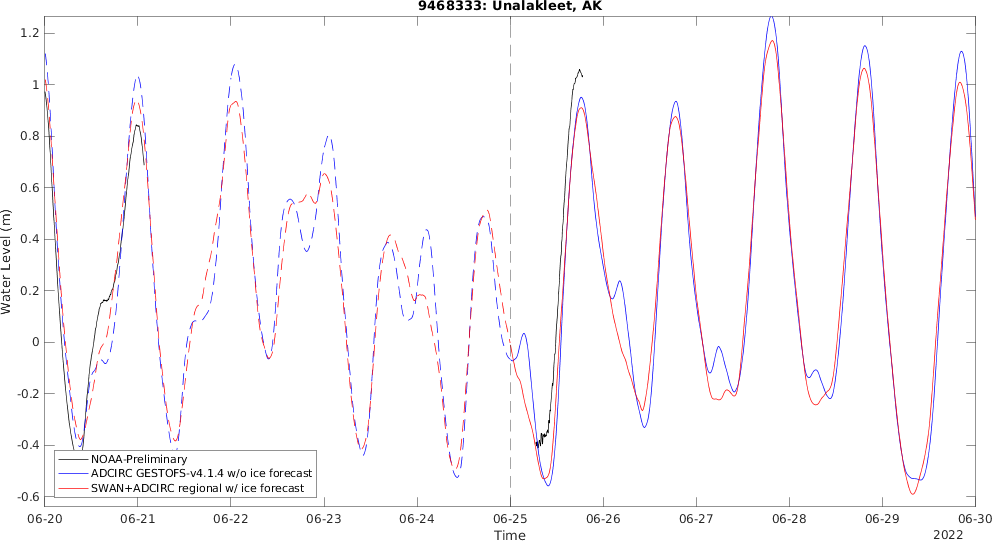 9468333: Unalakleet, AK
Water Level (m)
1.2
1
0.8
0.6
0.4
0.2
0
-0.2
-0.4
-0.6
NOAA-Preliminary
ADCIRC GESTOFS-v4.1.4 w/o ice forecast
SWAN+ADCIRC regional w/ ice forecast
06-20 06-21 06-22 06-23 06-24 06-25 06-26 06-27 06-28 06-29 06-30
Time
2022